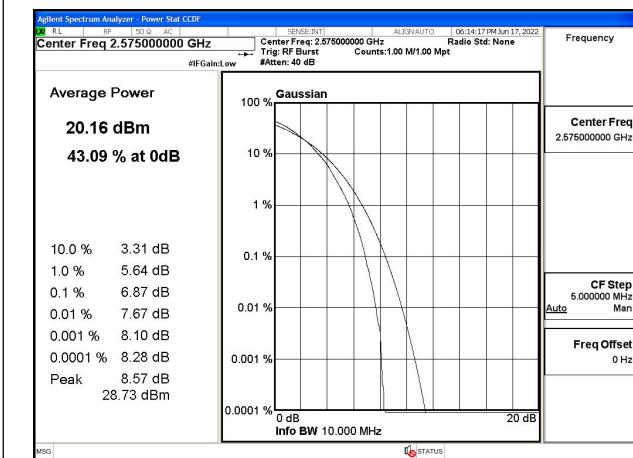 Agilent Spectrum Analyzer - Power Stat CCDF
RL RF 50 Ω AC SENSE:INT ALIGN AUTO 06:14:17 PM Jun 17, 2022
Center Freq 2.575000000 GHz
Center Freq: 2.575000000 GHz Radio Std: None
Trig: RF Burst Counts:1.00 M/1.00 Mpt
#IFGain:Low #Atten: 40 dB
Frequency
Average Power
20.16 dBm
43.09 % at 0dB
10.0 % 3.31 dB
1.0 % 5.64 dB
0.1 % 6.87 dB
0.01 % 7.67 dB
0.001 % 8.10 dB
0.0001 % 8.28 dB
Peak 8.57 dB
28.73 dBm
Gaussian
100 %
10 %
1 %
0.1 %
0.01 %
0.001 %
0.0001 %
0 dB 20 dB
Info BW 10.000 MHz
Center Freq
2.575000000 GHz
CF Step
5.000000 MHz
Auto Man
Freq Offset
0 Hz
MSG STATUS